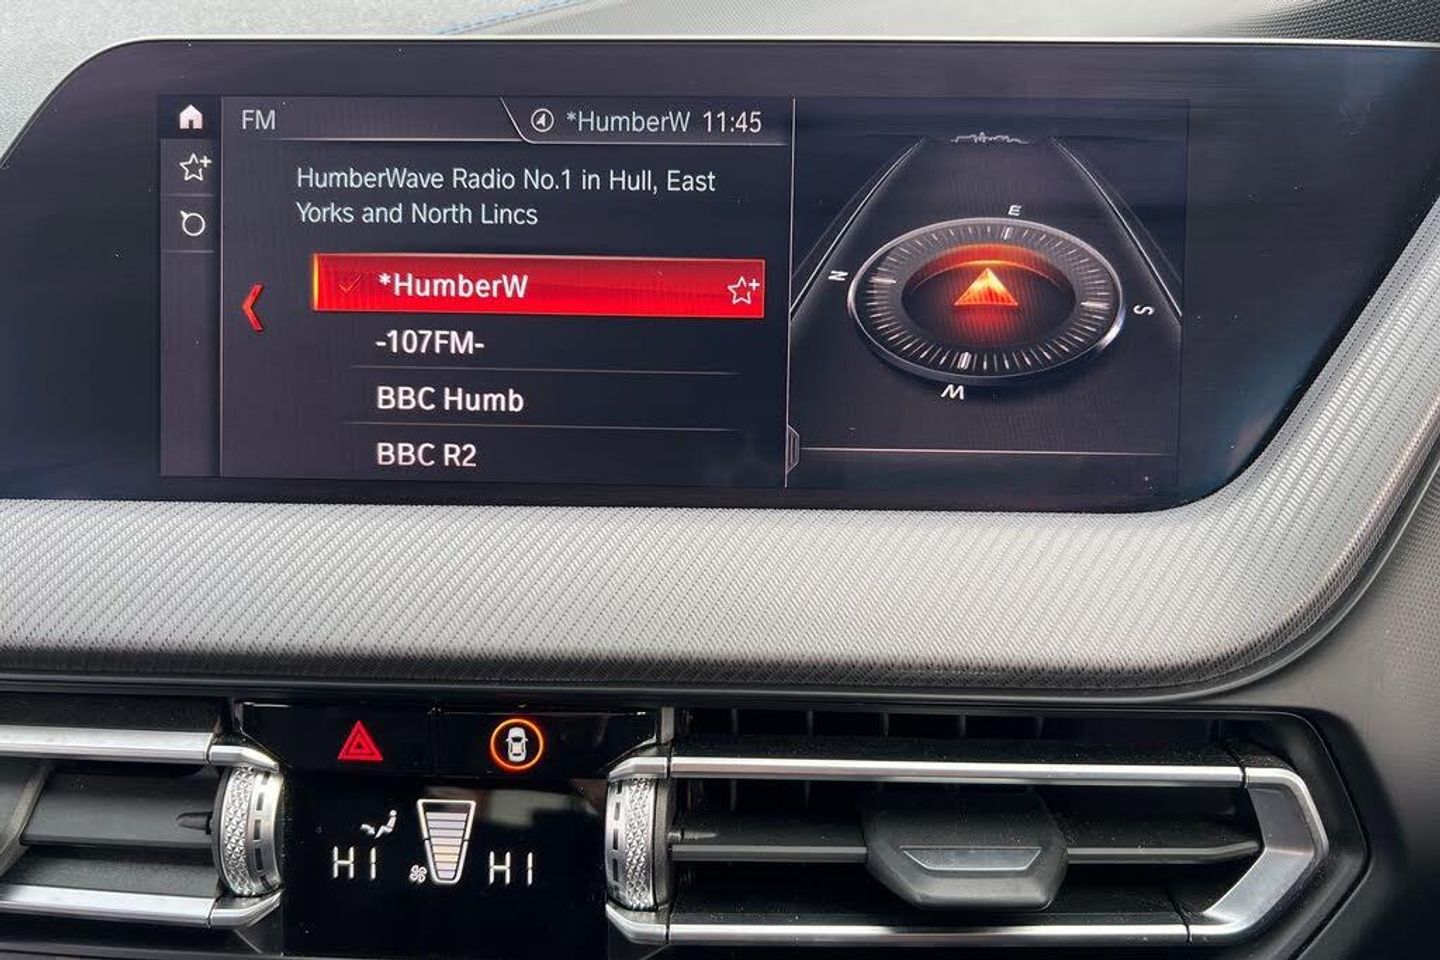 FM
*HumberW 11:45
HumberWave Radio No.1 in Hull, East
Yorks and North Lincs
*HumberW
-107FM-
BBC Humb
BBC R2
E
N
S
W
HI HI